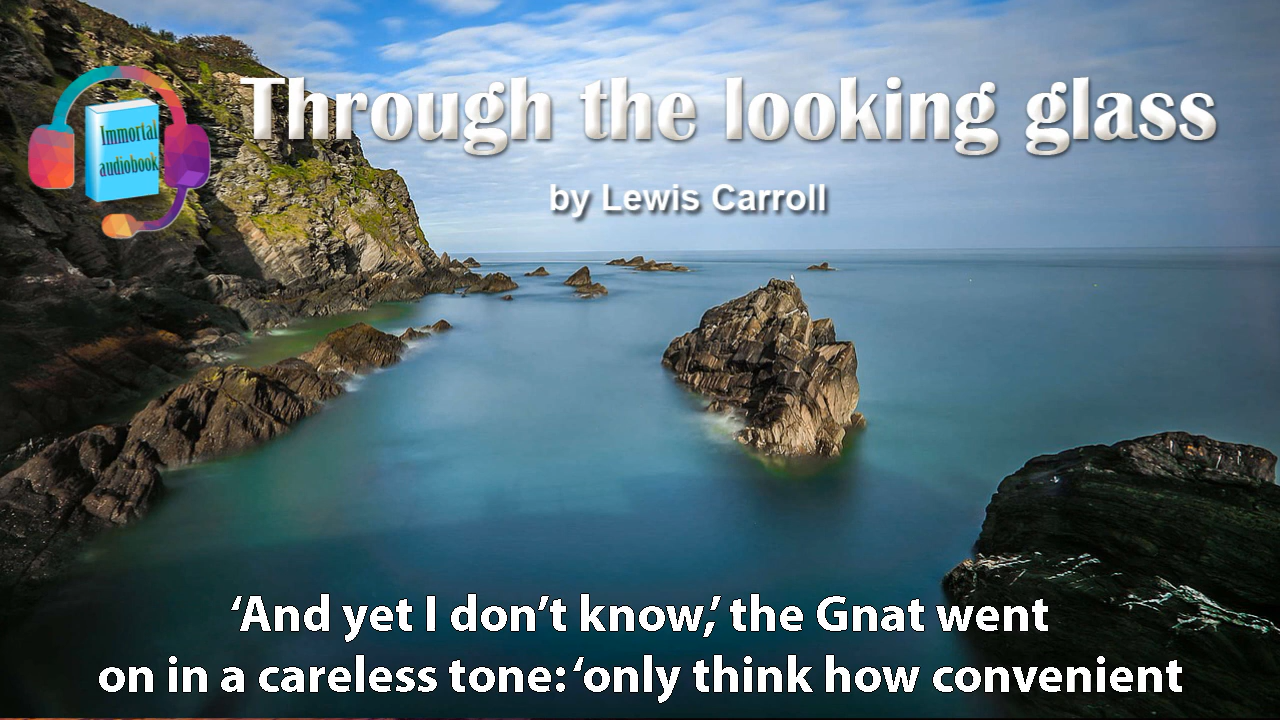 Through the looking glass
by Lewis Carroll
Immortal
audiobook
‘And yet I don’t know,’ the Gnat went
on in a careless tone: ‘only think how convenient